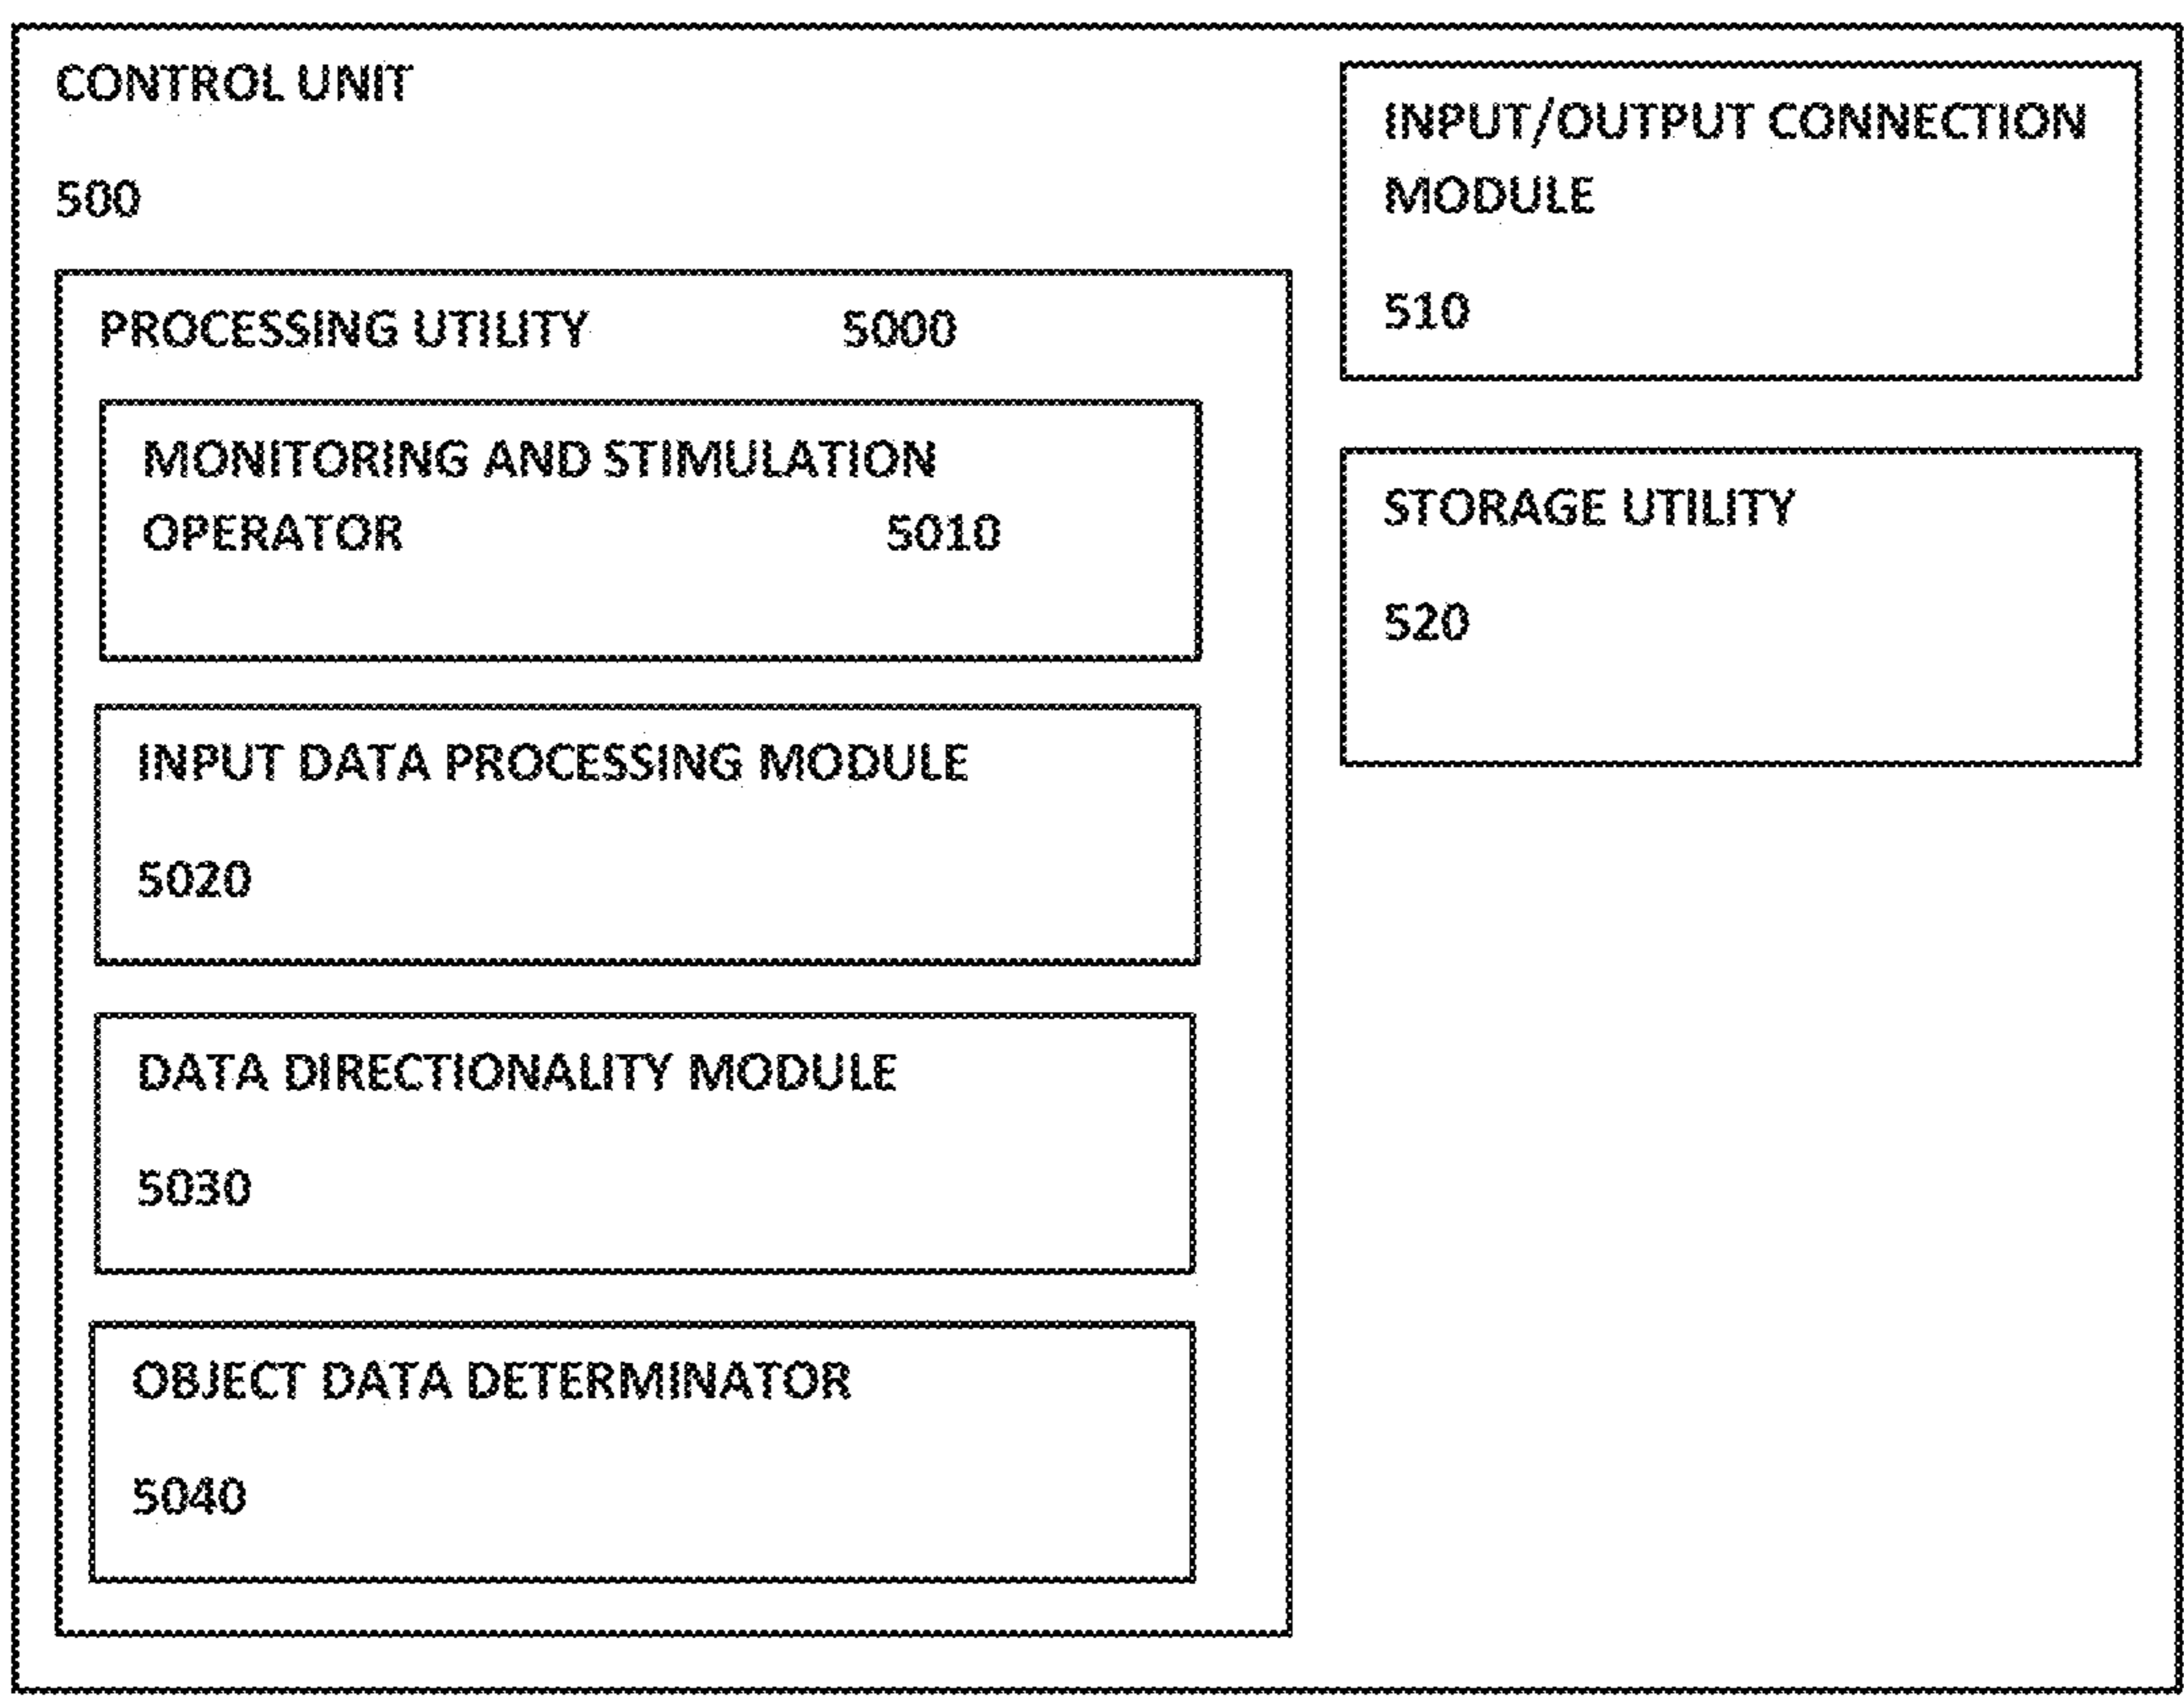 CONTROL UNIT
500
PROCESSING UTILITY 5000
MONITORING AND STIMULATION
OPERATOR 5010
INPUT DATA PROCESSING MODULE
5020
DATA DIRECTIONALITY MODULE
5030
OBJECT DATA DETERMINATOR
5040
INPUT/OUTPUT CONNECTION
MODULE
510
STORAGE UTILITY
520